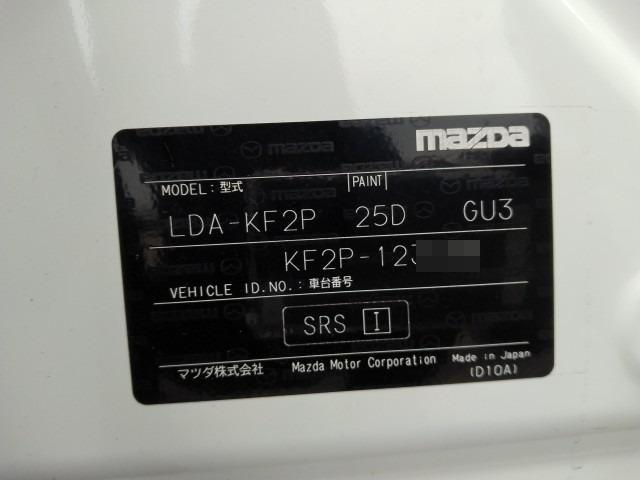 mazda
MODEL:型式 PAINT
LDA-KF2P 25D GU3
KF2P-12
VEHICLE ID.NO.:車台番号
SRS I
マツダ株式会社 Mazda Motor Corporation Made in Japan
(D10A)